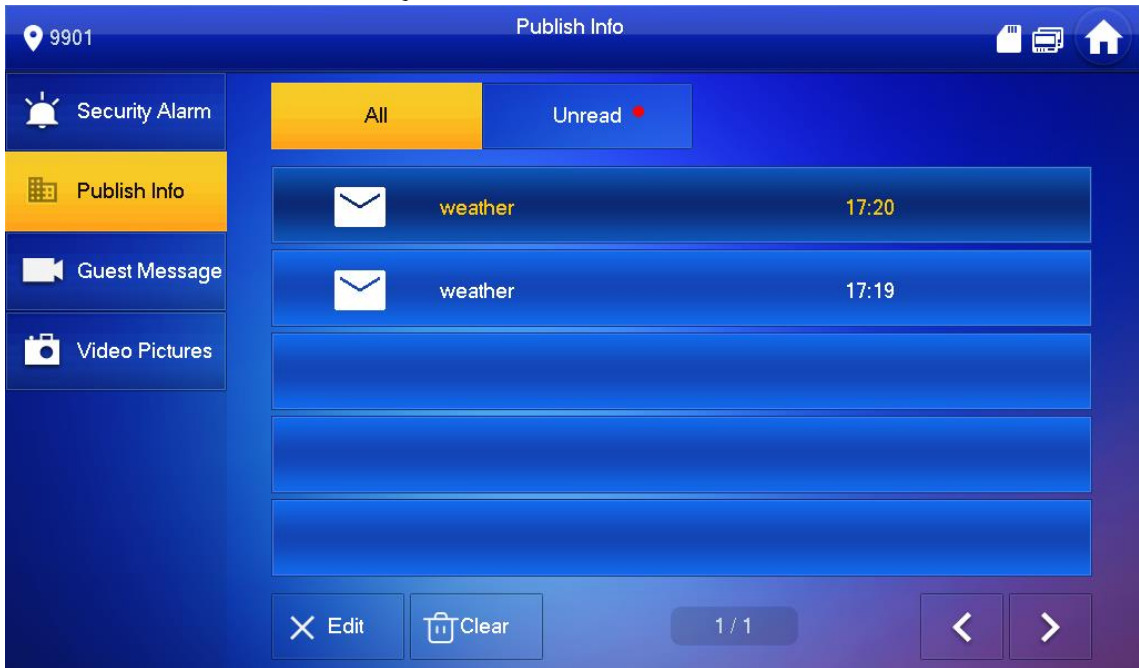 9901
Publish Info
Security Alarm
Publish Info
Guest Message
Video Pictures
All
Unread
weather 17:20
weather 17:19
Edit
Clear
1 / 1